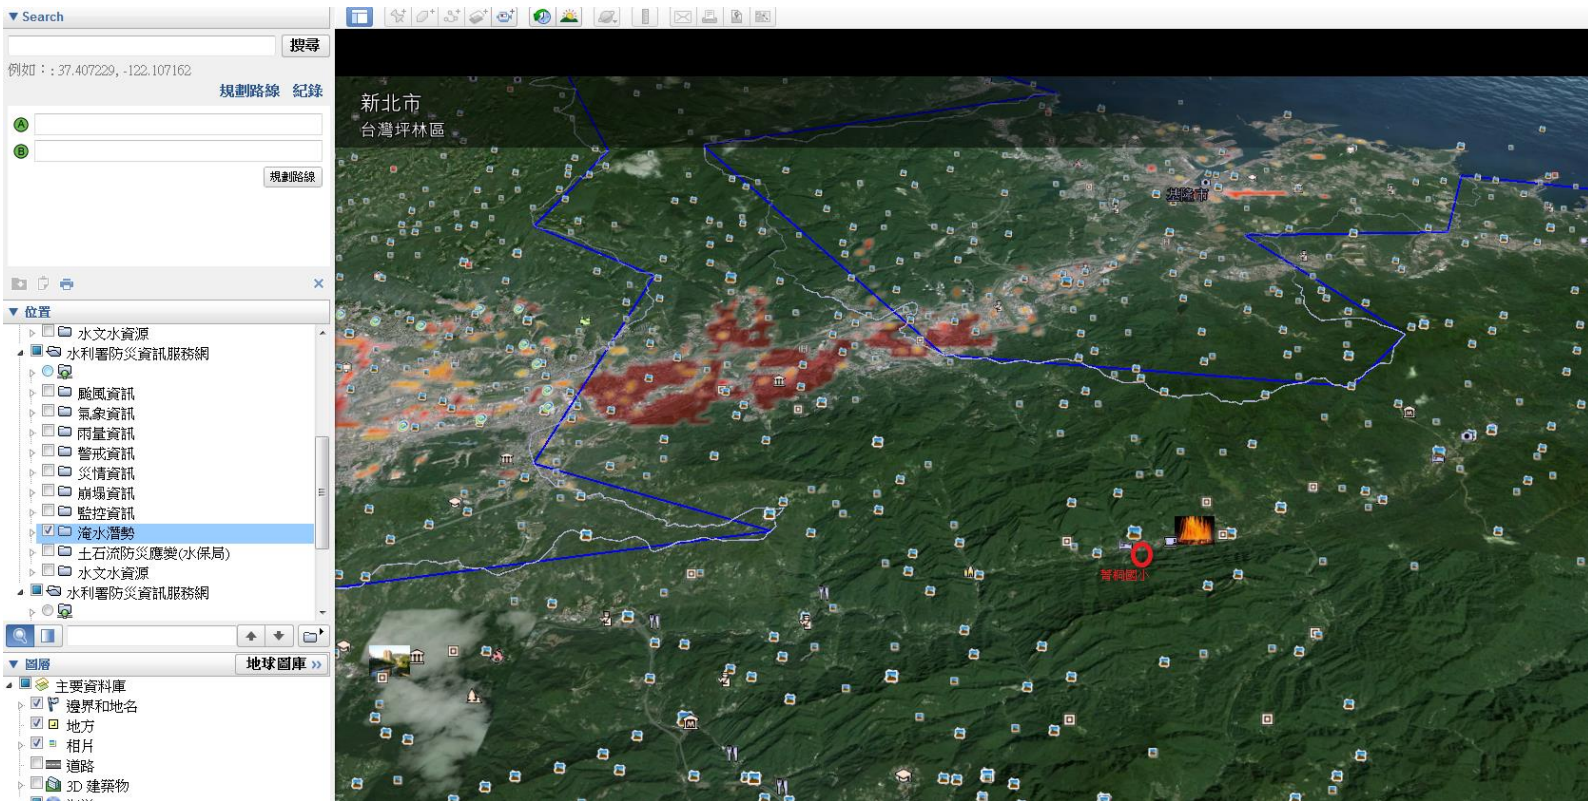 Search
搜尋
例如：: 37.407229, -122.107162
規劃路線 紀錄
A
B
規劃路線
位置
水文水資源
水利署防災資訊服務網
颱風資訊
氣象資訊
雨量資訊
警戒資訊
災情資訊
崩塌資訊
監控資訊
淹水潛勢
土石流防災應變(水保局)
水文水資源
水利署防災資訊服務網
圖層
地球圖庫 »
主要資料庫
邊界和地名
地方
相片
道路
3D 建築物
新北市
台灣坪林區
基隆市
菁桐國小